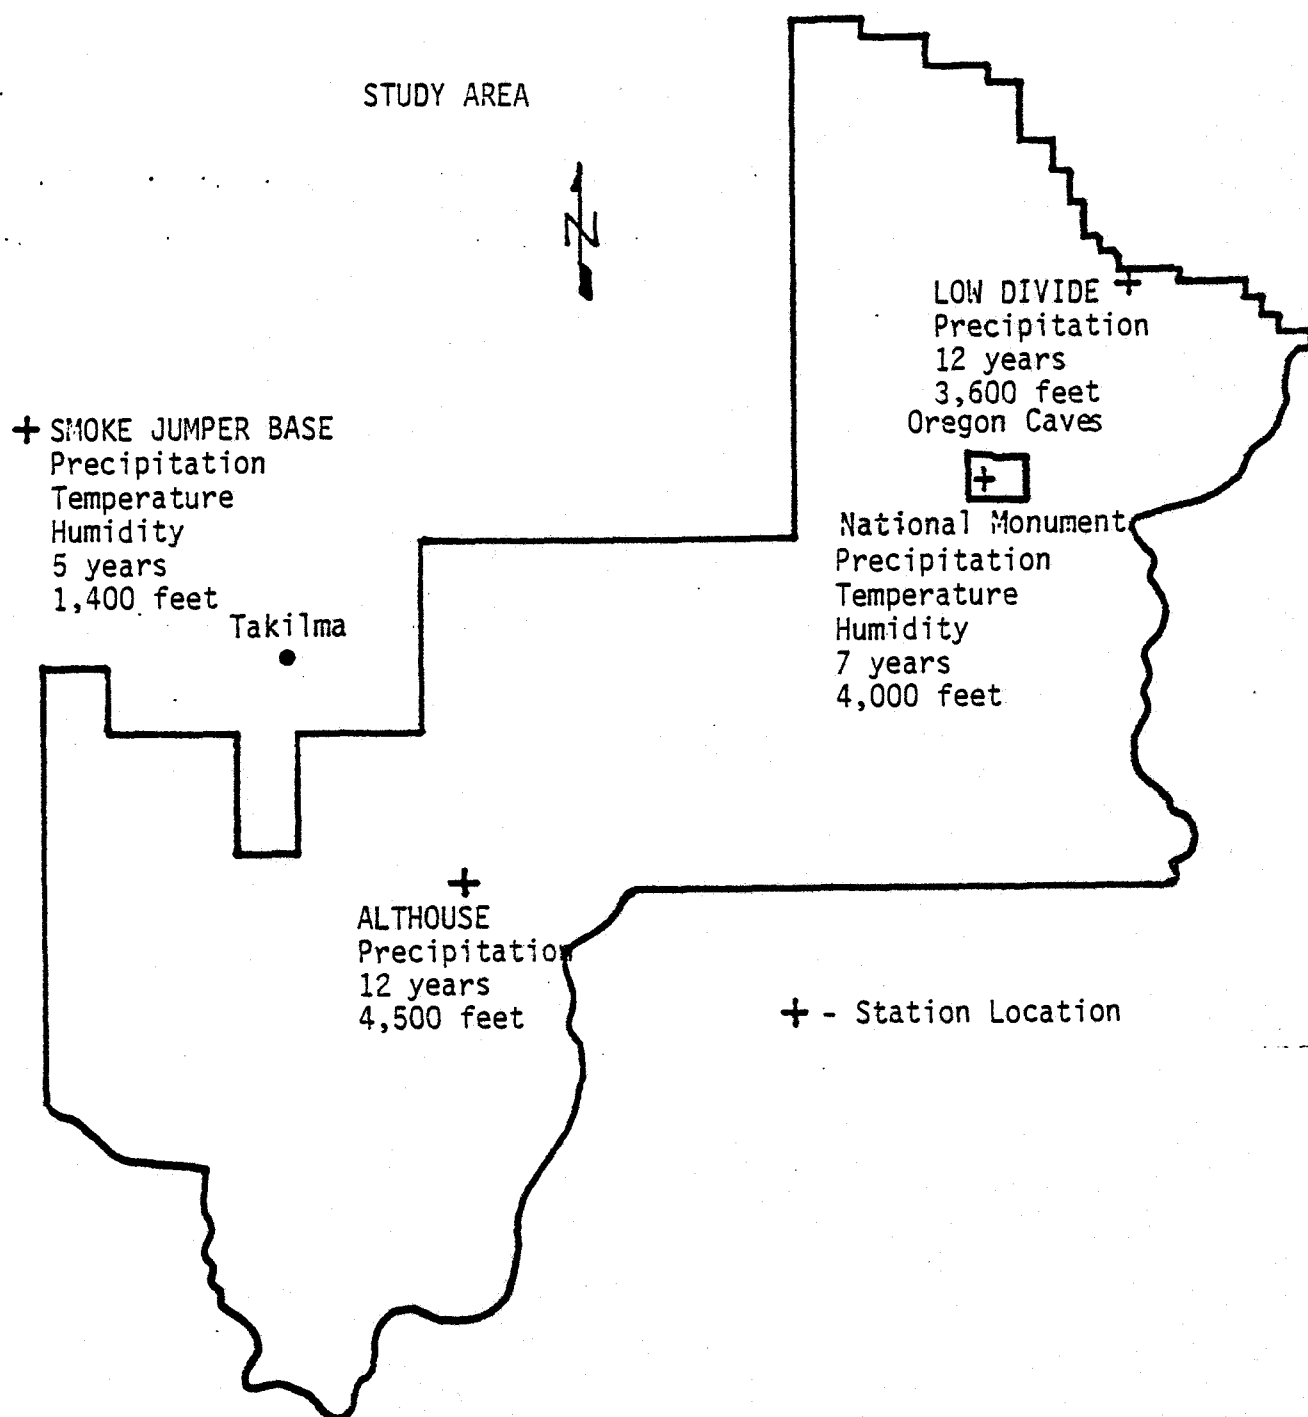 STUDY AREA
N
LOW DIVIDE
Precipitation
12 years
3,600 feet
Oregon Caves
National Monument
Precipitation
Temperature
Humidity
7 years
4,000 feet
SMOKE JUMPER BASE
Precipitation
Temperature
Humidity
5 years
1,400 feet
Takilma
ALTHOUSE
Precipitation
12 years
4,500 feet
+ - Station Location